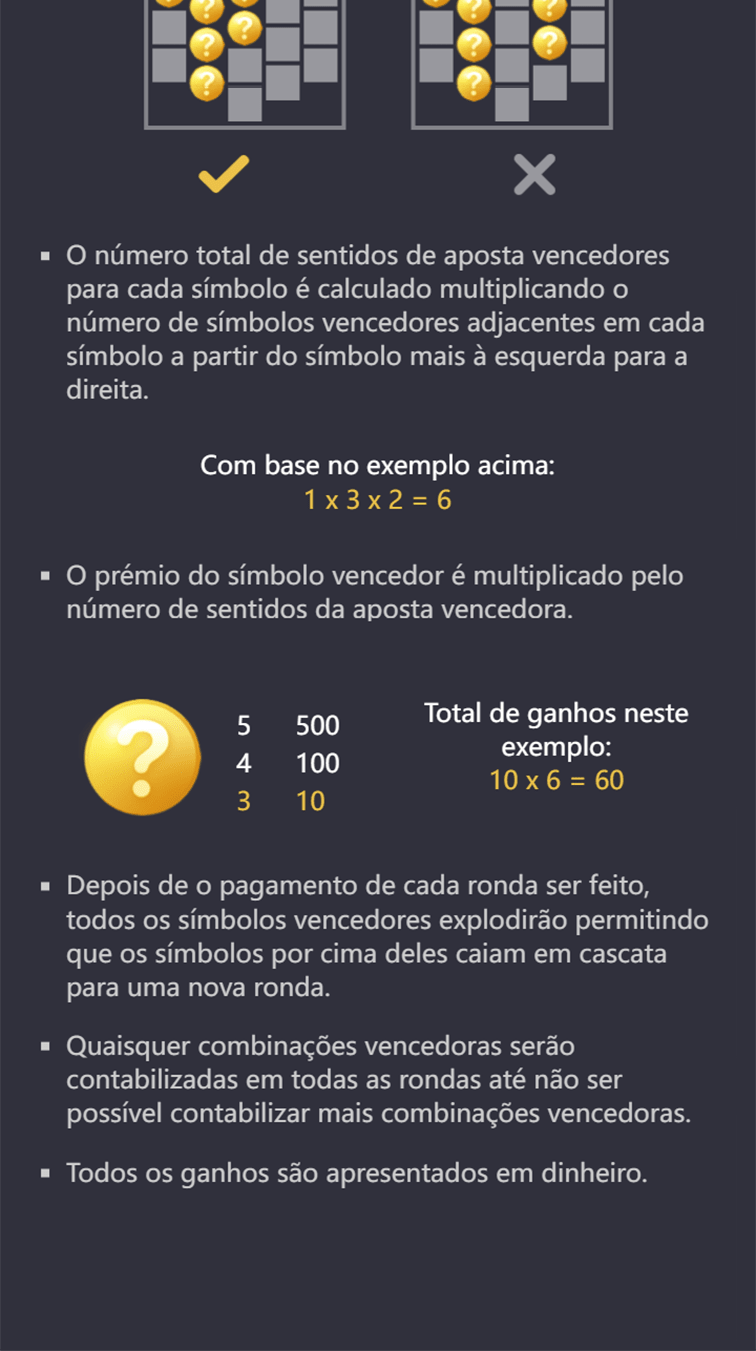 O número total de sentidos de aposta vencedores
para cada símbolo é calculado multiplicando o
número de símbolos vencedores adjacentes em cada
símbolo a partir do símbolo mais à esquerda para a
direita.
Com base no exemplo acima:
1 x 3 x 2 = 6
O prémio do símbolo vencedor é multiplicado pelo
número de sentidos da aposta vencedora.
?
5 500
4 100
3 10
Total de ganhos neste
exemplo:
10 x 6 = 60
Depois de o pagamento de cada ronda ser feito,
todos os símbolos vencedores explodirão permitindo
que os símbolos por cima deles caiam em cascata
para uma nova ronda.
Quaisquer combinações vencedoras serão
contabilizadas em todas as rondas até não ser
possível contabilizar mais combinações vencedoras.
Todos os ganhos são apresentados em dinheiro.